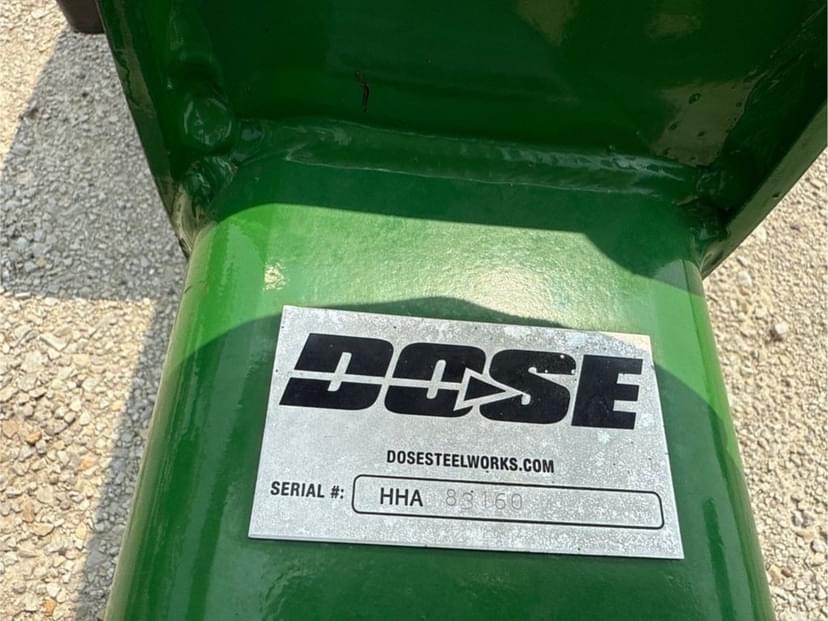 DOSE
DOSESTEELWORKS.COM
SERIAL #: HHA 83160